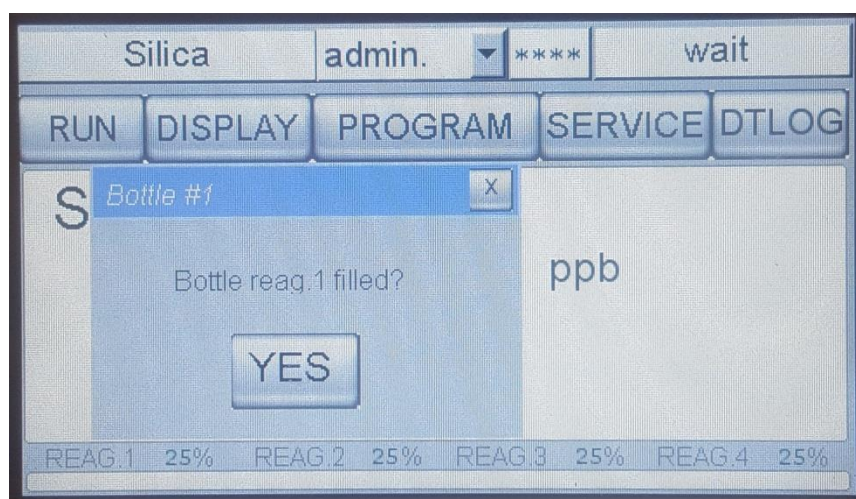 Silica admin. **** wait
RUN DISPLAY PROGRAM SERVICE DTLOG
S Bottle #1 X
Bottle reag.1 filled?
ppb
YES
REAG.1 25% REAG.2 25% REAG.3 25% REAG.4 25%